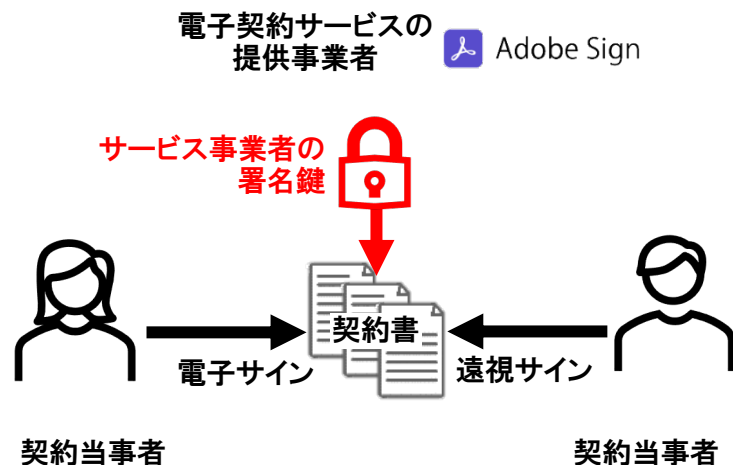 電子契約サービスの
提供事業者
Adobe Sign
サービス事業者の
署名鍵
契約書
電子サイン
遠視サイン
契約当事者
契約当事者